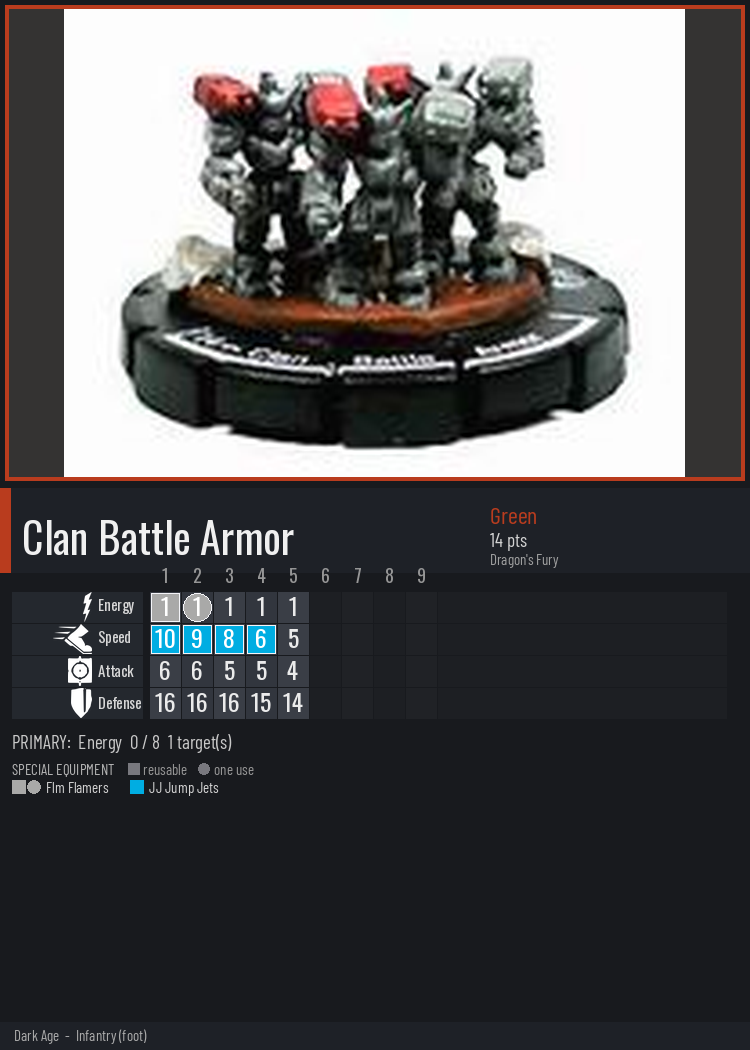 Clan Battle
Clan Battle Armor
Green
14 pts
Dragon's Fury
1 2 3 4 5 6 7 8 9
Energy 1 1 1 1 1
Speed 10 9 8 6 5
Attack 6 6 5 5 4
Defense 16 16 16 15 14
PRIMARY: Energy 0 / 8 1 target(s)
SPECIAL EQUIPMENT reusable one use
Flm Flamers JJ Jump Jets
Dark Age - Infantry (foot)